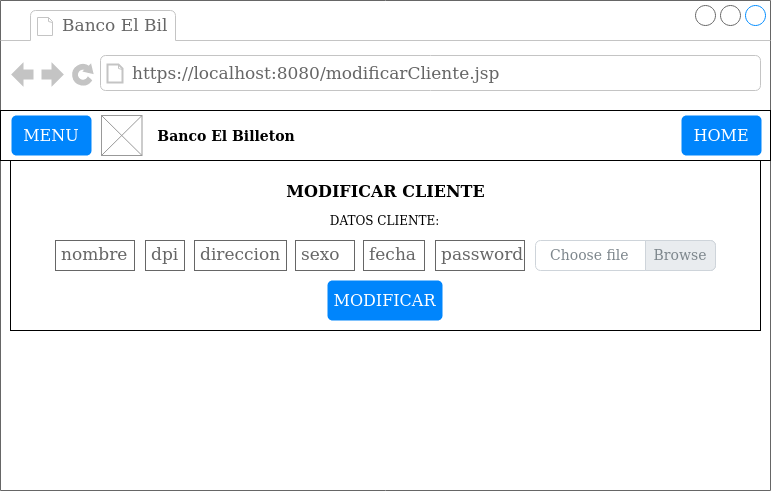 Banco El Bil
https://localhost:8080/modificarCliente.jsp
MENU Banco El Billeton HOME
MODIFICAR CLIENTE
DATOS CLIENTE:
nombre dpi direccion sexo fecha password Choose file Browse
MODIFICAR